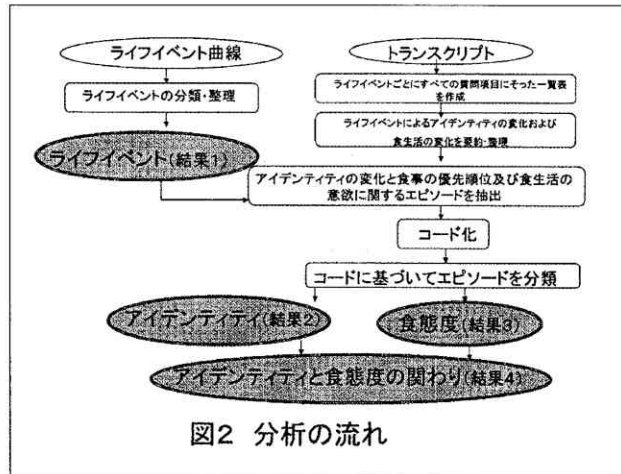 ライフイベント曲線
トランスクリプト
ライフイベントの分類・整理
ライフイベントごとにすべての質問項目にそった一覧表
を作成
ライフイベントによるアイデンティティの変化および
食生活の変化を要約・整理
ライフイベント(結果1)
アイデンティティの変化と食事の優先順位及び食生活の
意欲に関するエピソードを抽出
コード化
コードに基づいてエピソードを分類
アイデンティティ(結果2)
食態度(結果3)
アイデンティティと食態度の関わり(結果4)
図2 分析の流れ